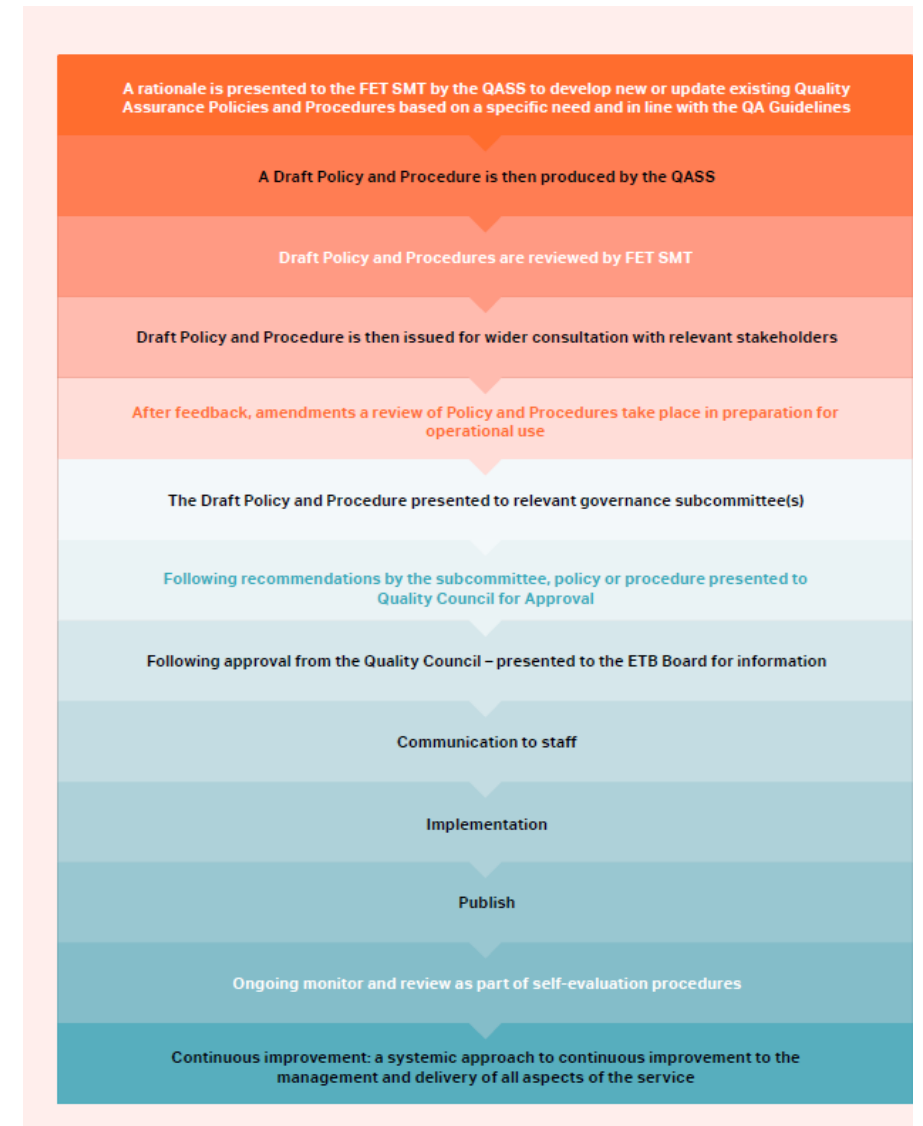 A rationale is presented to the FET SMT by the QASS to develop new or update existing Quality
Assurance Policies and Procedures based on a specific need and in line with the QA Guidelines
A Draft Policy and Procedure is then produced by the QASS
Draft Policy and Procedures are reviewed by FET SMT
Draft Policy and Procedure is then issued for wider consultation with relevant stakeholders
After feedback, amendments a review of Policy and Procedures take place in preparation for
operational use
The Draft Policy and Procedure presented to relevant governance subcommittee(s)
Following recommendations by the subcommittee, policy or procedure presented to
Quality Council for Approval
Following approval from the Quality Council – presented to the ETB Board for information
Communication to staff
Implementation
Publish
Ongoing monitor and review as part of self-evaluation procedures
Continuous improvement: a systemic approach to continuous improvement to the
management and delivery of all aspects of the service